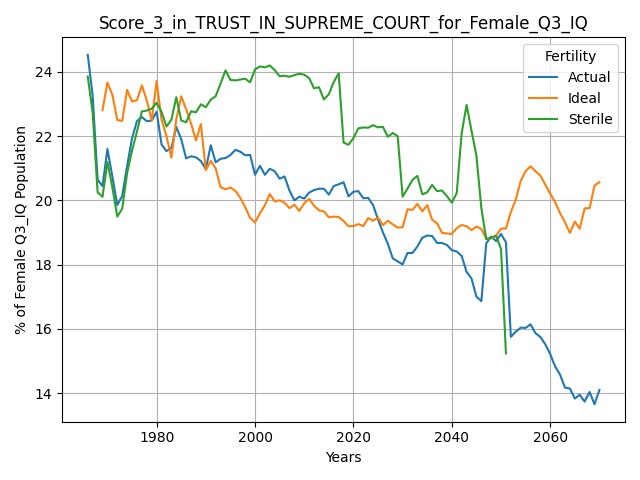 Score_3_in_TRUST_IN_SUPREME_COURT_for_Female_Q3_IQ
Fertility
Actual
Ideal
Sterile
% of Female Q3_IQ Population
24
22
20
18
16
14
1980
2000
2020
2040
2060
Years